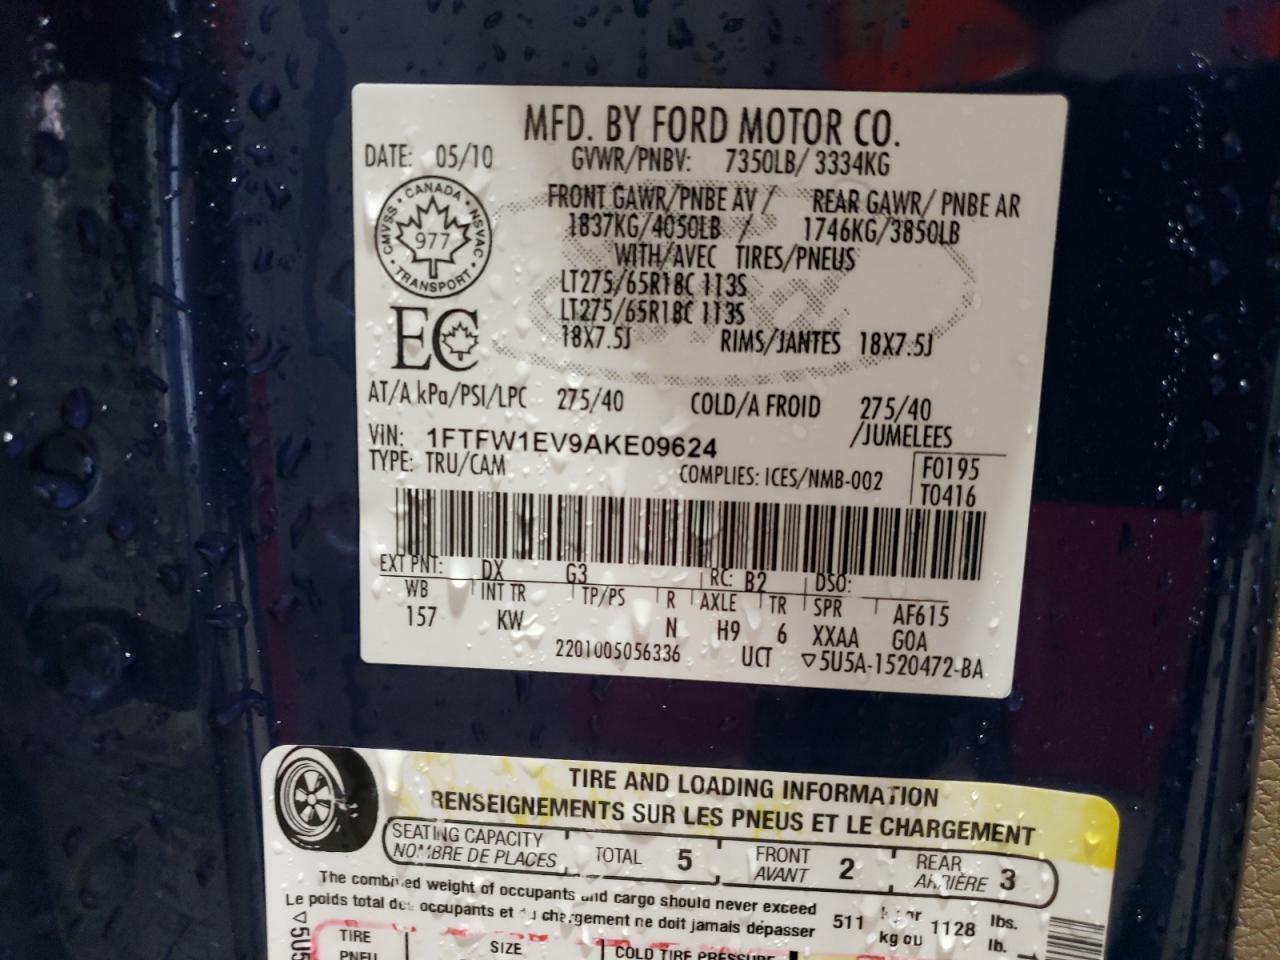 MFD. BY FORD MOTOR CO.
DATE: 05/10 GVWR/PNBV: 7350LB/ 3334KG
CANADA
CMVSS 977 NSVAC
TRANSPORT
FRONT GAWR/PNBE AV / REAR GAWR/ PNBE AR
1837KG/4050LB / 1746KG/3850LB
WITH/AVEC TIRES/PNEUS
LT275/65R18C 113S
LT275/65R18C 113S
18X7.5J RIMS/JANTES 18X7.5J
EC
AT/A kPa/PSI/LPC 275/40 COLD/A FROID 275/40
/JUMELEES
VIN: 1FTFW1EV9AKE09624
TYPE: TRU/CAM COMPLIES: ICES/NMB-002
F0195
T0416
EXT PNT: DX G3 RC: B2 DSO:
WB INT TR TP/PS R AXLE TR SPR AF615
157 KW N H9 6 XXAA GOA
2201005056336 UCT ▽5U5A-1520472-BA
TIRE AND LOADING INFORMATION
RENSEIGNEMENTS SUR LES PNEUS ET LE CHARGEMENT
SEATING CAPACITY
NOMBRE DE PLACES
TOTAL 5
FRONT
AVANT
2
REAR
ARRIÈRE
3
The combined weight of occupants and cargo should never exceed
Le poids total des occupants et du chargement ne doit jamais dépasser
511 kg ou 1128 lbs.
lb.
TIRE
PNEU
SIZE
COLD TIRE PRESSURE